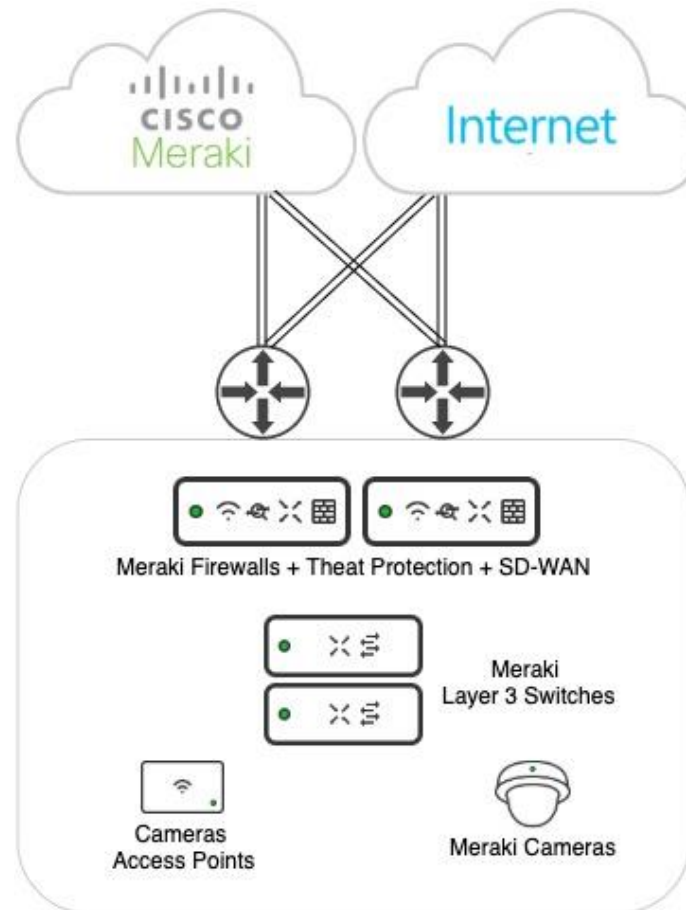 CISCO
Meraki
Internet
Meraki Firewalls + Theat Protection + SD-WAN
Meraki
Layer 3 Switches
Cameras
Access Points
Meraki Cameras